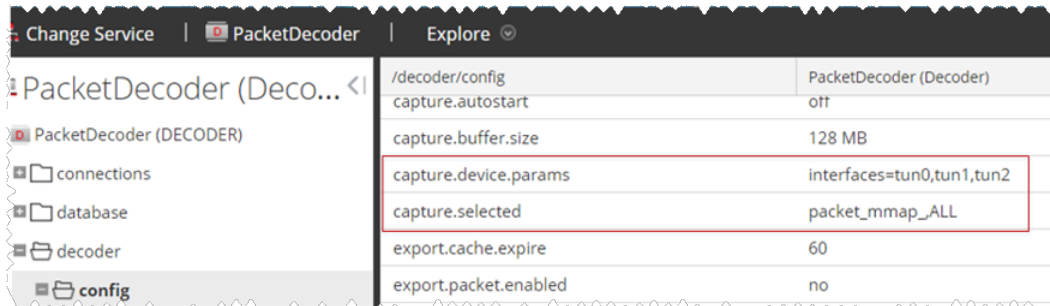 Change Service | D PacketDecoder | Explore
PacketDecoder (Deco...
D PacketDecoder (DECODER)
connections
database
decoder
config
/decoder/config PacketDecoder (Decoder)
capture.autostart off
capture.buffer.size 128 MB
capture.device.params interfaces=tun0,tun1,tun2
capture.selected packet_mmap_,ALL
export.cache.expire 60
export.packet.enabled no